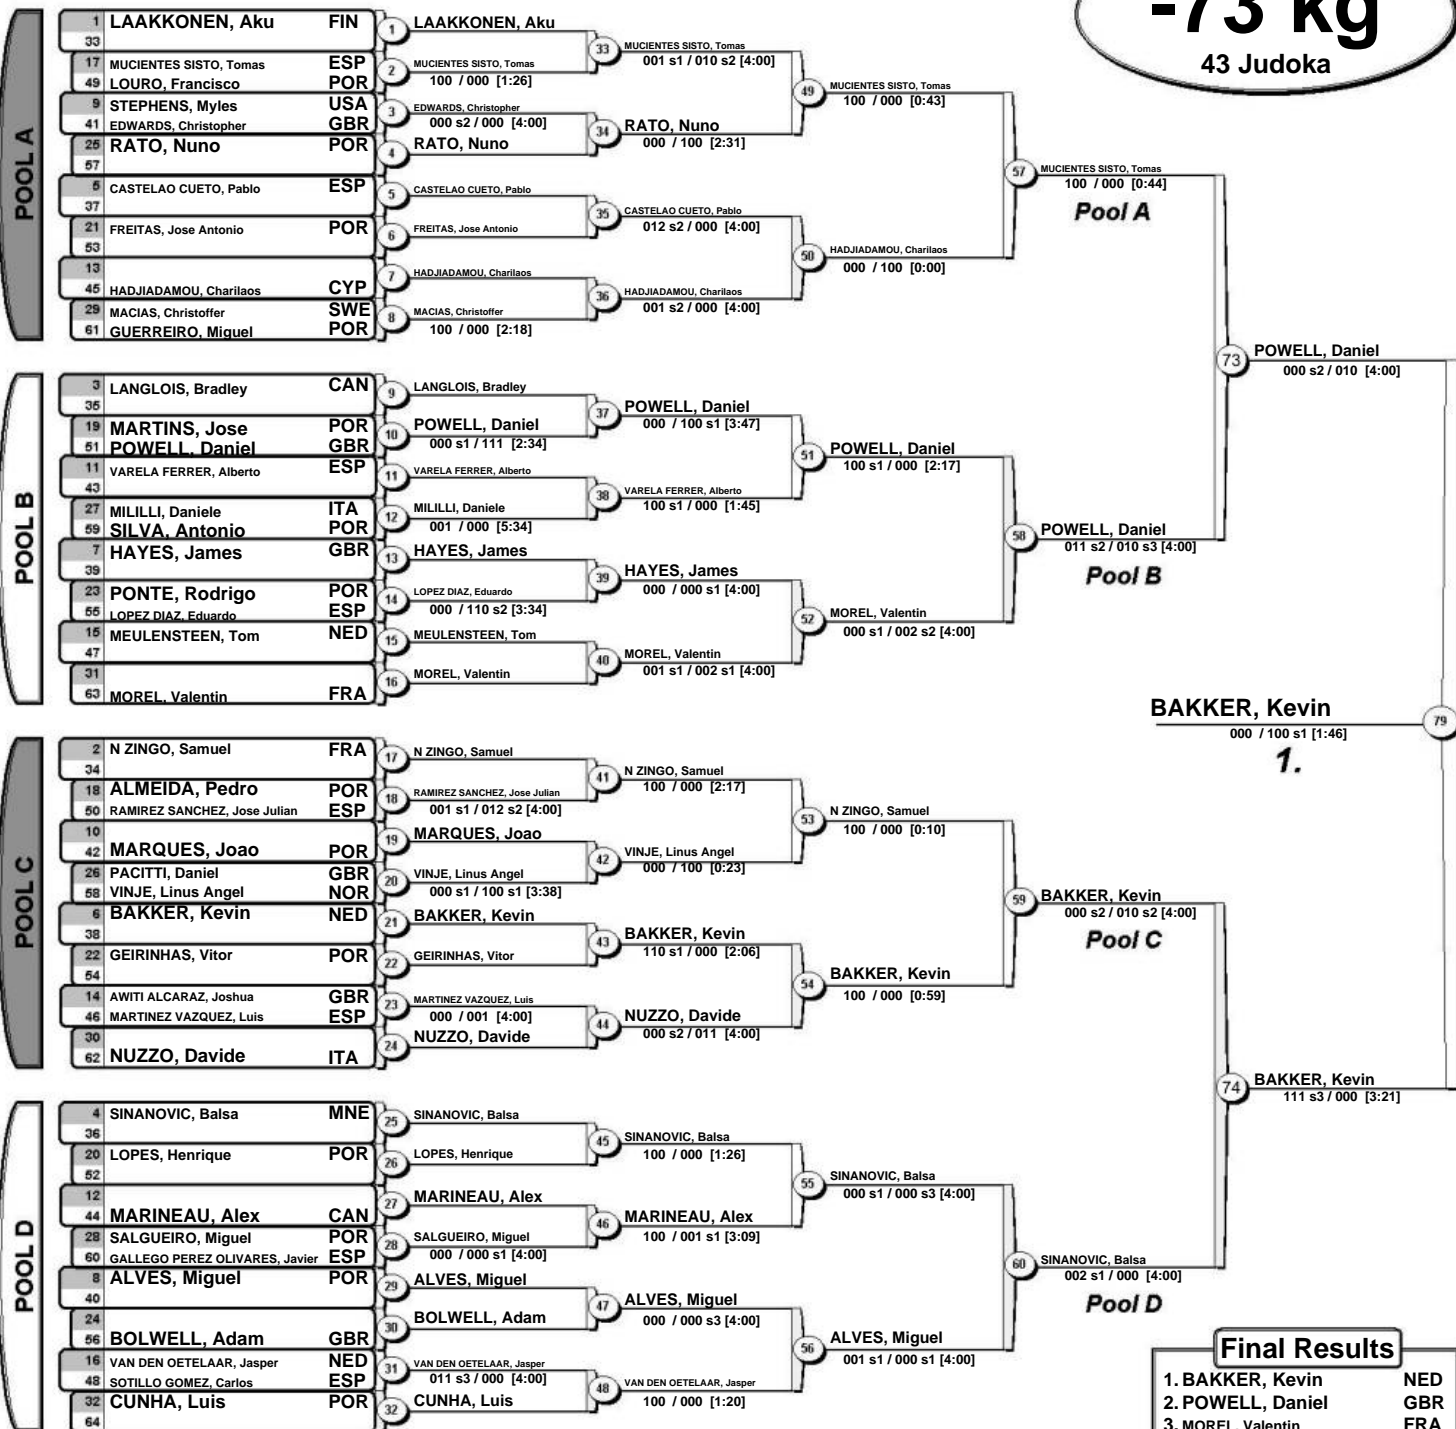 -73 kg
43 Judoka
POOL A
1 LAAKKONEN, Aku FIN
33
17 MUCIENTES SISTO, Tomas ESP
49 LOURO, Francisco POR
9 STEPHENS, Myles USA
41 EDWARDS, Christopher GBR
25 RATO, Nuno POR
57
5 CASTELAO CUETO, Pablo ESP
37
21 FREITAS, Jose Antonio POR
53
13
45 HADJIADAMOU, Charilaos CYP
29 MACIAS, Christoffer SWE
61 GUERREIRO, Miguel POR
1 LAAKKONEN, Aku
2 MUCIENTES SISTO, Tomas
100 / 000 [1:26]
3 EDWARDS, Christopher
000 s2 / 000 [4:00]
4 RATO, Nuno
5 CASTELAO CUETO, Pablo
6 FREITAS, Jose Antonio
7 HADJIADAMOU, Charilaos
8 MACIAS, Christoffer
100 / 000 [2:18]
33 MUCIENTES SISTO, Tomas
001 s1 / 010 s2 [4:00]
34 RATO, Nuno
000 / 100 [2:31]
35 CASTELAO CUETO, Pablo
012 s2 / 000 [4:00]
36 HADJIADAMOU, Charilaos
001 s2 / 000 [4:00]
49 MUCIENTES SISTO, Tomas
100 / 000 [0:43]
50 HADJIADAMOU, Charilaos
000 / 100 [0:00]
57 MUCIENTES SISTO, Tomas
100 / 000 [0:44]
Pool A
POOL B
3 LANGLOIS, Bradley CAN
35
19 MARTINS, Jose POR
51 POWELL, Daniel GBR
11 VARELA FERRER, Alberto ESP
43
27 MILILLI, Daniele ITA
59 SILVA, Antonio POR
7 HAYES, James GBR
39
23 PONTE, Rodrigo POR
55 LOPEZ DIAZ, Eduardo ESP
15 MEULENSTEEN, Tom NED
47
31
63 MOREL, Valentin FRA
9 LANGLOIS, Bradley
10 POWELL, Daniel
000 s1 / 111 [2:34]
11 VARELA FERRER, Alberto
12 MILILLI, Daniele
001 / 000 [5:34]
13 HAYES, James
14 LOPEZ DIAZ, Eduardo
000 / 110 s2 [3:34]
15 MEULENSTEEN, Tom
16 MOREL, Valentin
37 POWELL, Daniel
000 / 100 s1 [3:47]
38 VARELA FERRER, Alberto
100 s1 / 000 [1:45]
39 HAYES, James
000 / 000 s1 [4:00]
40 MOREL, Valentin
001 s1 / 002 s1 [4:00]
51 POWELL, Daniel
100 s1 / 000 [2:17]
52 MOREL, Valentin
000 s1 / 002 s2 [4:00]
58 POWELL, Daniel
011 s2 / 010 s3 [4:00]
Pool B
73 POWELL, Daniel
000 s2 / 010 [4:00]
BAKKER, Kevin 79
000 / 100 s1 [1:46]
1.
POOL C
2 N ZINGO, Samuel FRA
34
18 ALMEIDA, Pedro POR
50 RAMIREZ SANCHEZ, Jose Julian ESP
10
42 MARQUES, Joao POR
26 PACITTI, Daniel GBR
58 VINJE, Linus Angel NOR
6 BAKKER, Kevin NED
38
22 GEIRINHAS, Vitor POR
54
14 AWITI ALCARAZ, Joshua GBR
46 MARTINEZ VAZQUEZ, Luis ESP
30
62 NUZZO, Davide ITA
17 N ZINGO, Samuel
18 RAMIREZ SANCHEZ, Jose Julian
001 s1 / 012 s2 [4:00]
19 MARQUES, Joao
20 VINJE, Linus Angel
000 s1 / 100 s1 [3:38]
21 BAKKER, Kevin
22 GEIRINHAS, Vitor
23 MARTINEZ VAZQUEZ, Luis
000 / 001 [4:00]
24 NUZZO, Davide
41 N ZINGO, Samuel
100 / 000 [2:17]
42 VINJE, Linus Angel
000 / 100 [0:23]
43 BAKKER, Kevin
110 s1 / 000 [2:06]
44 NUZZO, Davide
000 s2 / 011 [4:00]
53 N ZINGO, Samuel
100 / 000 [0:10]
54 BAKKER, Kevin
100 / 000 [0:59]
59 BAKKER, Kevin
000 s2 / 010 s2 [4:00]
Pool C
74 BAKKER, Kevin
111 s3 / 000 [3:21]
POOL D
4 SINANOVIC, Balsa MNE
36
20 LOPES, Henrique POR
52
12
44 MARINEAU, Alex CAN
28 SALGUEIRO, Miguel POR
60 GALLEGO PEREZ OLIVARES, Javier ESP
8 ALVES, Miguel POR
40
24
56 BOLWELL, Adam GBR
16 VAN DEN OETELAAR, Jasper NED
48 SOTILLO GOMEZ, Carlos ESP
32 CUNHA, Luis POR
64
25 SINANOVIC, Balsa
26 LOPES, Henrique
27 MARINEAU, Alex
28 SALGUEIRO, Miguel
000 / 000 s1 [4:00]
29 ALVES, Miguel
30 BOLWELL, Adam
31 VAN DEN OETELAAR, Jasper
011 s3 / 000 [4:00]
32 CUNHA, Luis
45 SINANOVIC, Balsa
100 / 000 [1:26]
46 MARINEAU, Alex
100 / 001 s1 [3:09]
47 ALVES, Miguel
000 / 000 s3 [4:00]
48 VAN DEN OETELAAR, Jasper
100 / 000 [1:20]
55 SINANOVIC, Balsa
000 s1 / 000 s3 [4:00]
56 ALVES, Miguel
001 s1 / 000 s1 [4:00]
60 SINANOVIC, Balsa
002 s1 / 000 [4:00]
Pool D
Final Results
1. BAKKER, Kevin NED
2. POWELL, Daniel GBR
3. MOREL, Valentin FRA